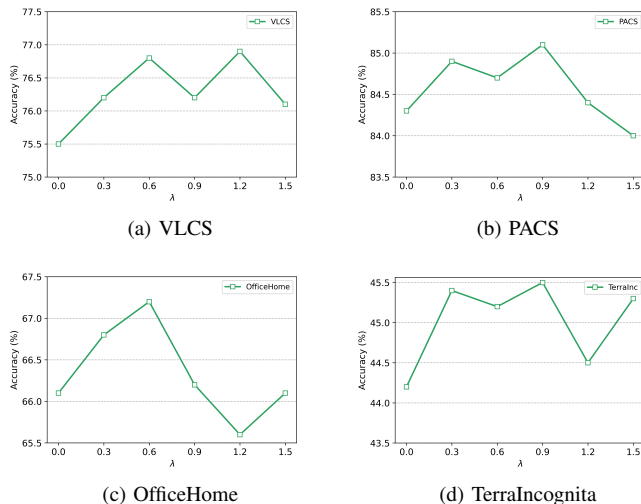 77.5
77.0
76.5
76.0
75.5
75.0
Accuracy (%)
VLCS
0.0 0.3 0.6 0.9 1.2 1.5
λ
(a) VLCS
85.5
85.0
84.5
84.0
83.5
Accuracy (%)
PACS
0.0 0.3 0.6 0.9 1.2 1.5
λ
(b) PACS
67.5
67.0
66.5
66.0
65.5
Accuracy (%)
OfficeHome
0.0 0.3 0.6 0.9 1.2 1.5
λ
(c) OfficeHome
45.5
45.0
44.5
44.0
43.5
Accuracy (%)
TerraInc
0.0 0.3 0.6 0.9 1.2 1.5
λ
(d) TerraIncognita